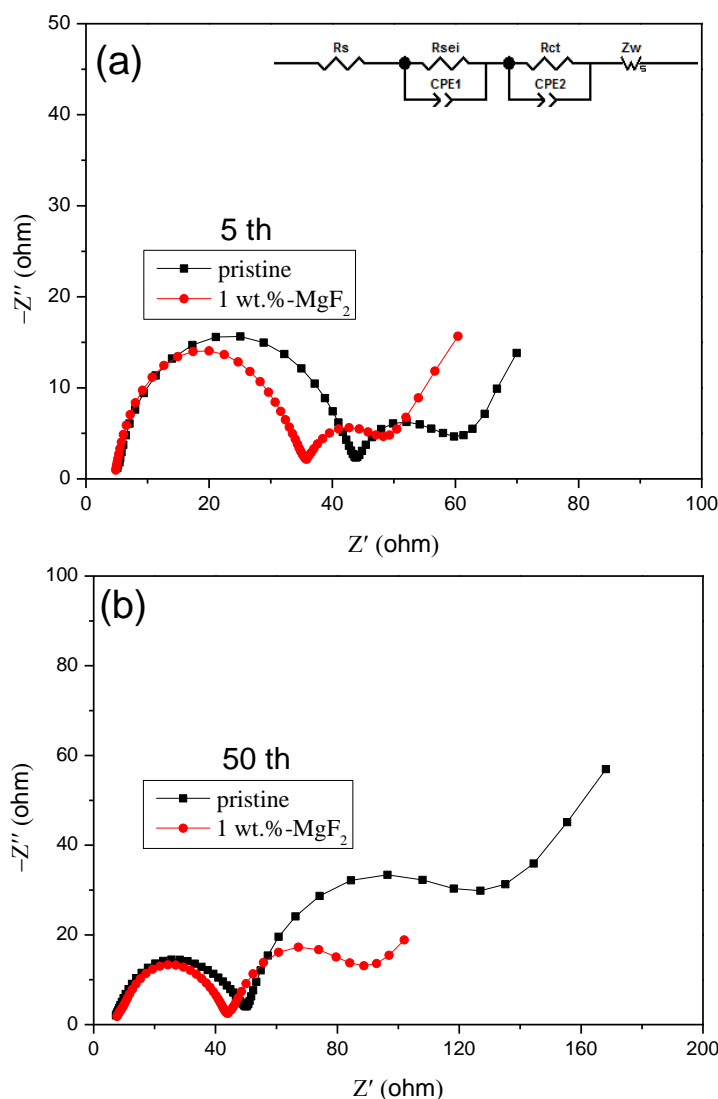 (a)
Rs Rsei Rct Zw
CPE1 CPE2 s
5 th
pristine
1 wt.%-MgF₂
50
40
30
20
10
0
−Z″ (ohm)
0 20 40 60 80 100
Z′ (ohm)
(b)
50 th
pristine
1 wt.%-MgF₂
100
80
60
40
20
0
−Z″ (ohm)
0 40 80 120 160 200
Z′ (ohm)